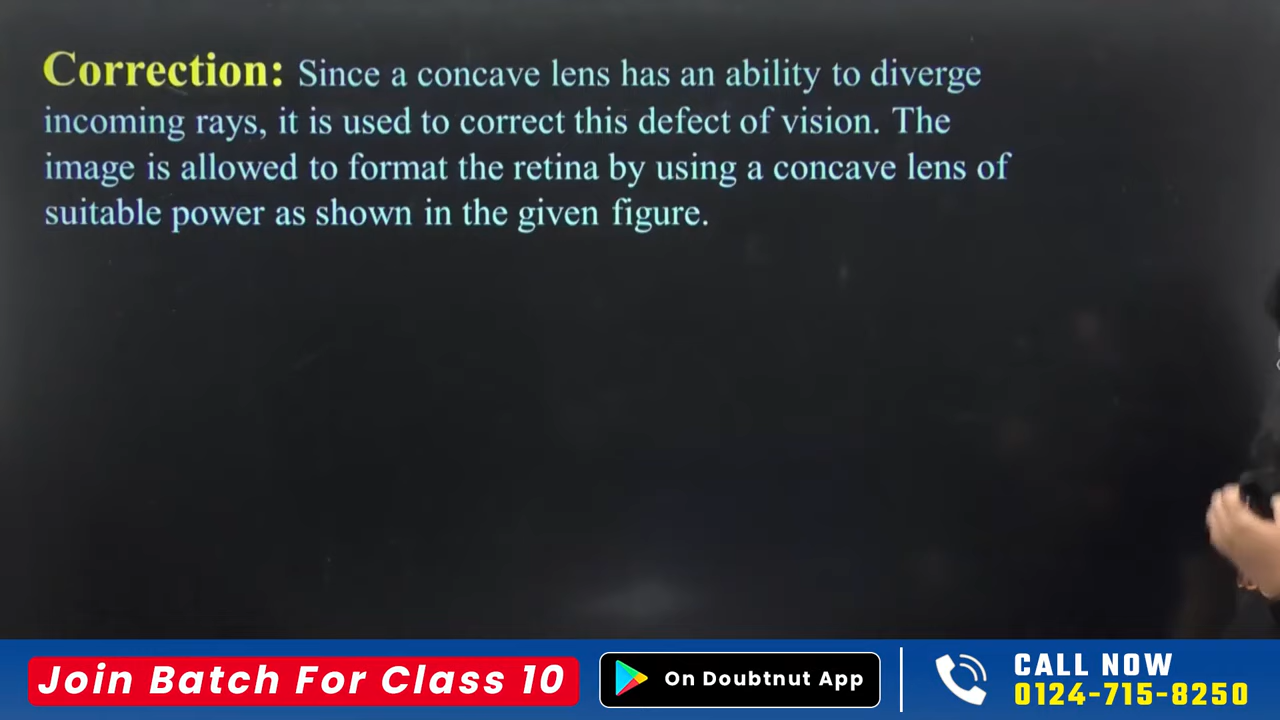 Correction: Since a concave lens has an ability to diverge
incoming rays, it is used to correct this defect of vision. The
image is allowed to format the retina by using a concave lens of
suitable power as shown in the given figure.
Join Batch For Class 10
On Doubtnut App
CALL NOW
0124-715-8250